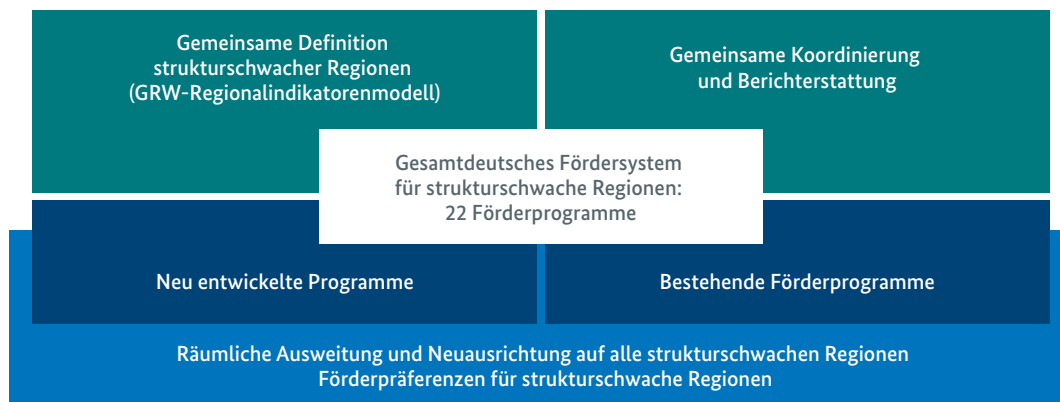 Gemeinsame Definition
strukturschwacher Regionen
(GRW-Regionalindikatorenmodell)
Gemeinsame Koordinierung
und Berichterstattung
Gesamtdeutsches Fördersystem
für strukturschwache Regionen:
22 Förderprogramme
Neu entwickelte Programme
Bestehende Förderprogramme
Räumliche Ausweitung und Neuausrichtung auf alle strukturschwachen Regionen
Förderpräferenzen für strukturschwache Regionen